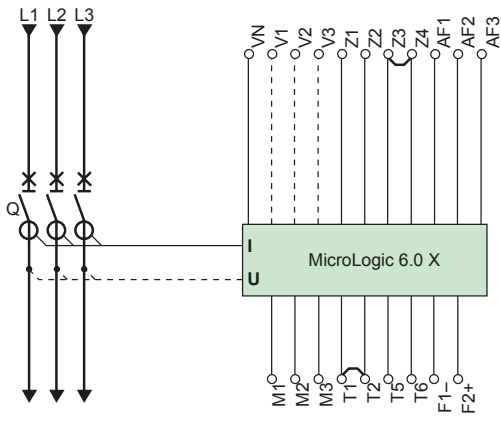 L1 L2 L3
VN
V1
V2
V3
Z1
Z2
Z3
Z4
AF1
AF2
AF3
Q
I
MicroLogic 6.0 X
U
M1
M2
M3
T1
T2
T5
T6
F1–
F2+